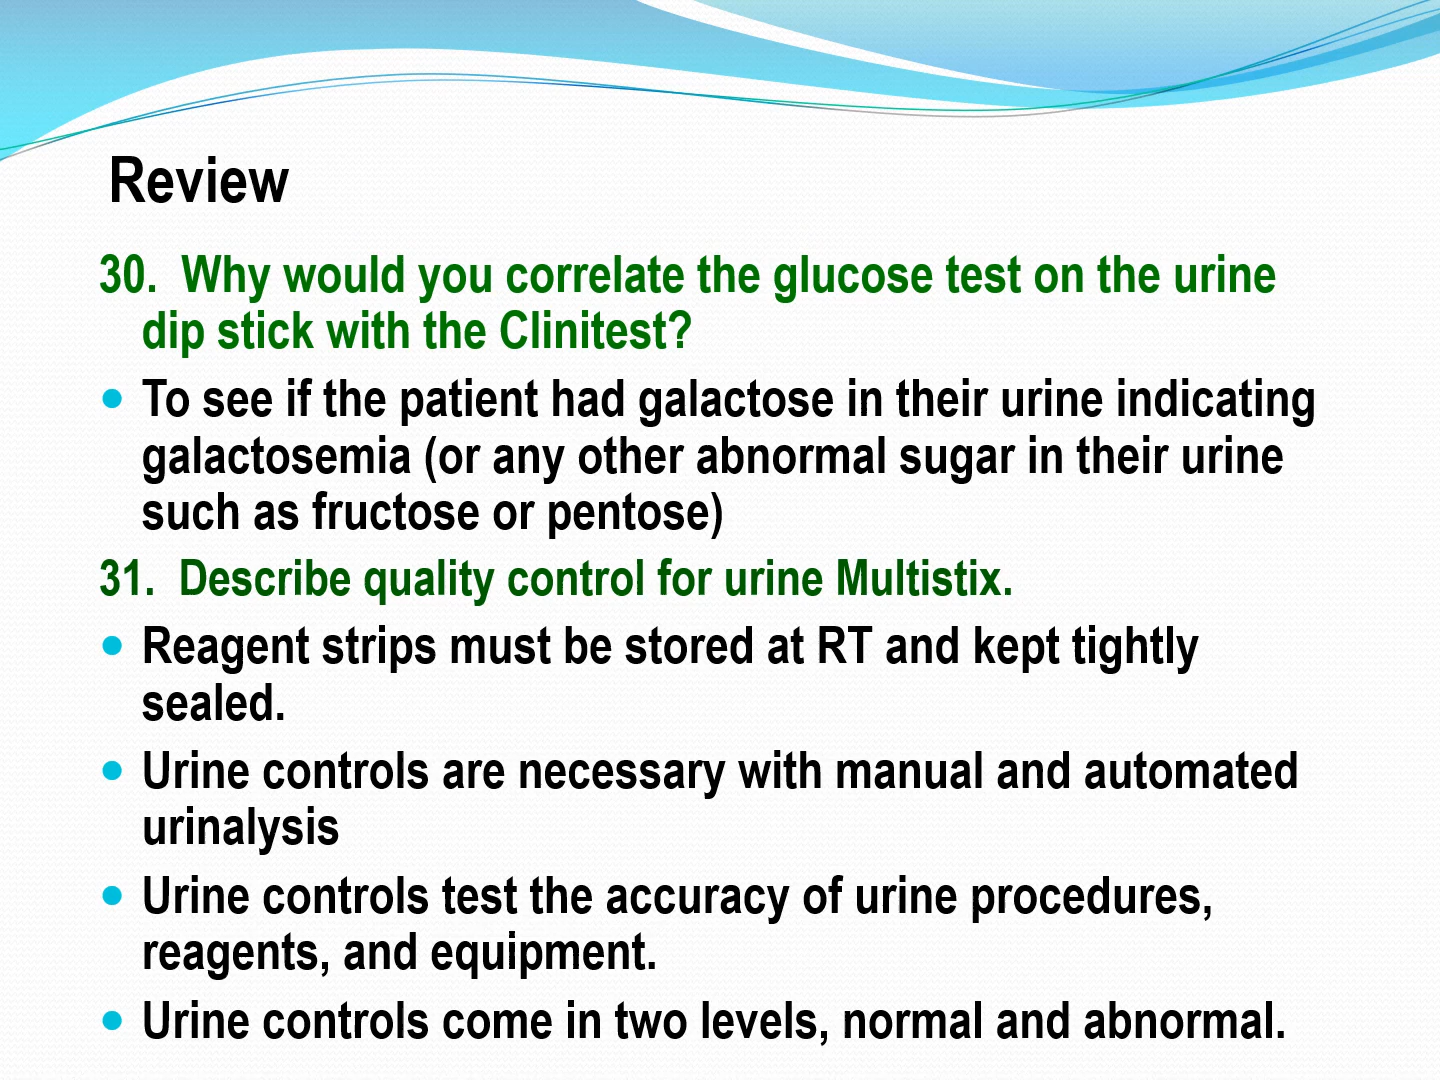 Review
30. Why would you correlate the glucose test on the urine
dip stick with the Clinitest?
• To see if the patient had galactose in their urine indicating
galactosemia (or any other abnormal sugar in their urine
such as fructose or pentose)
31. Describe quality control for urine Multistix.
• Reagent strips must be stored at RT and kept tightly
sealed.
• Urine controls are necessary with manual and automated
urinalysis
• Urine controls test the accuracy of urine procedures,
reagents, and equipment.
• Urine controls come in two levels, normal and abnormal.